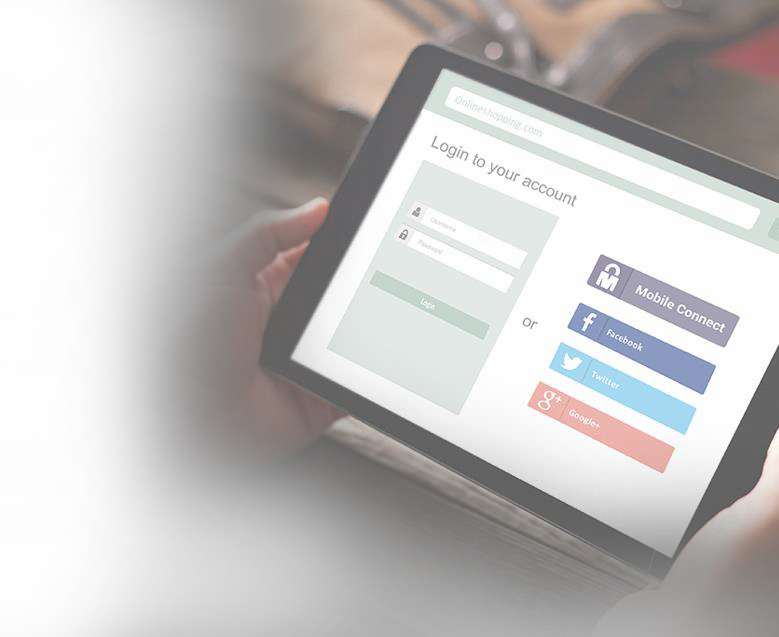 Onlineshopping.com
Login to your account
Username
Password
Login
or
Mobile Connect
Facebook
Twitter
Google+